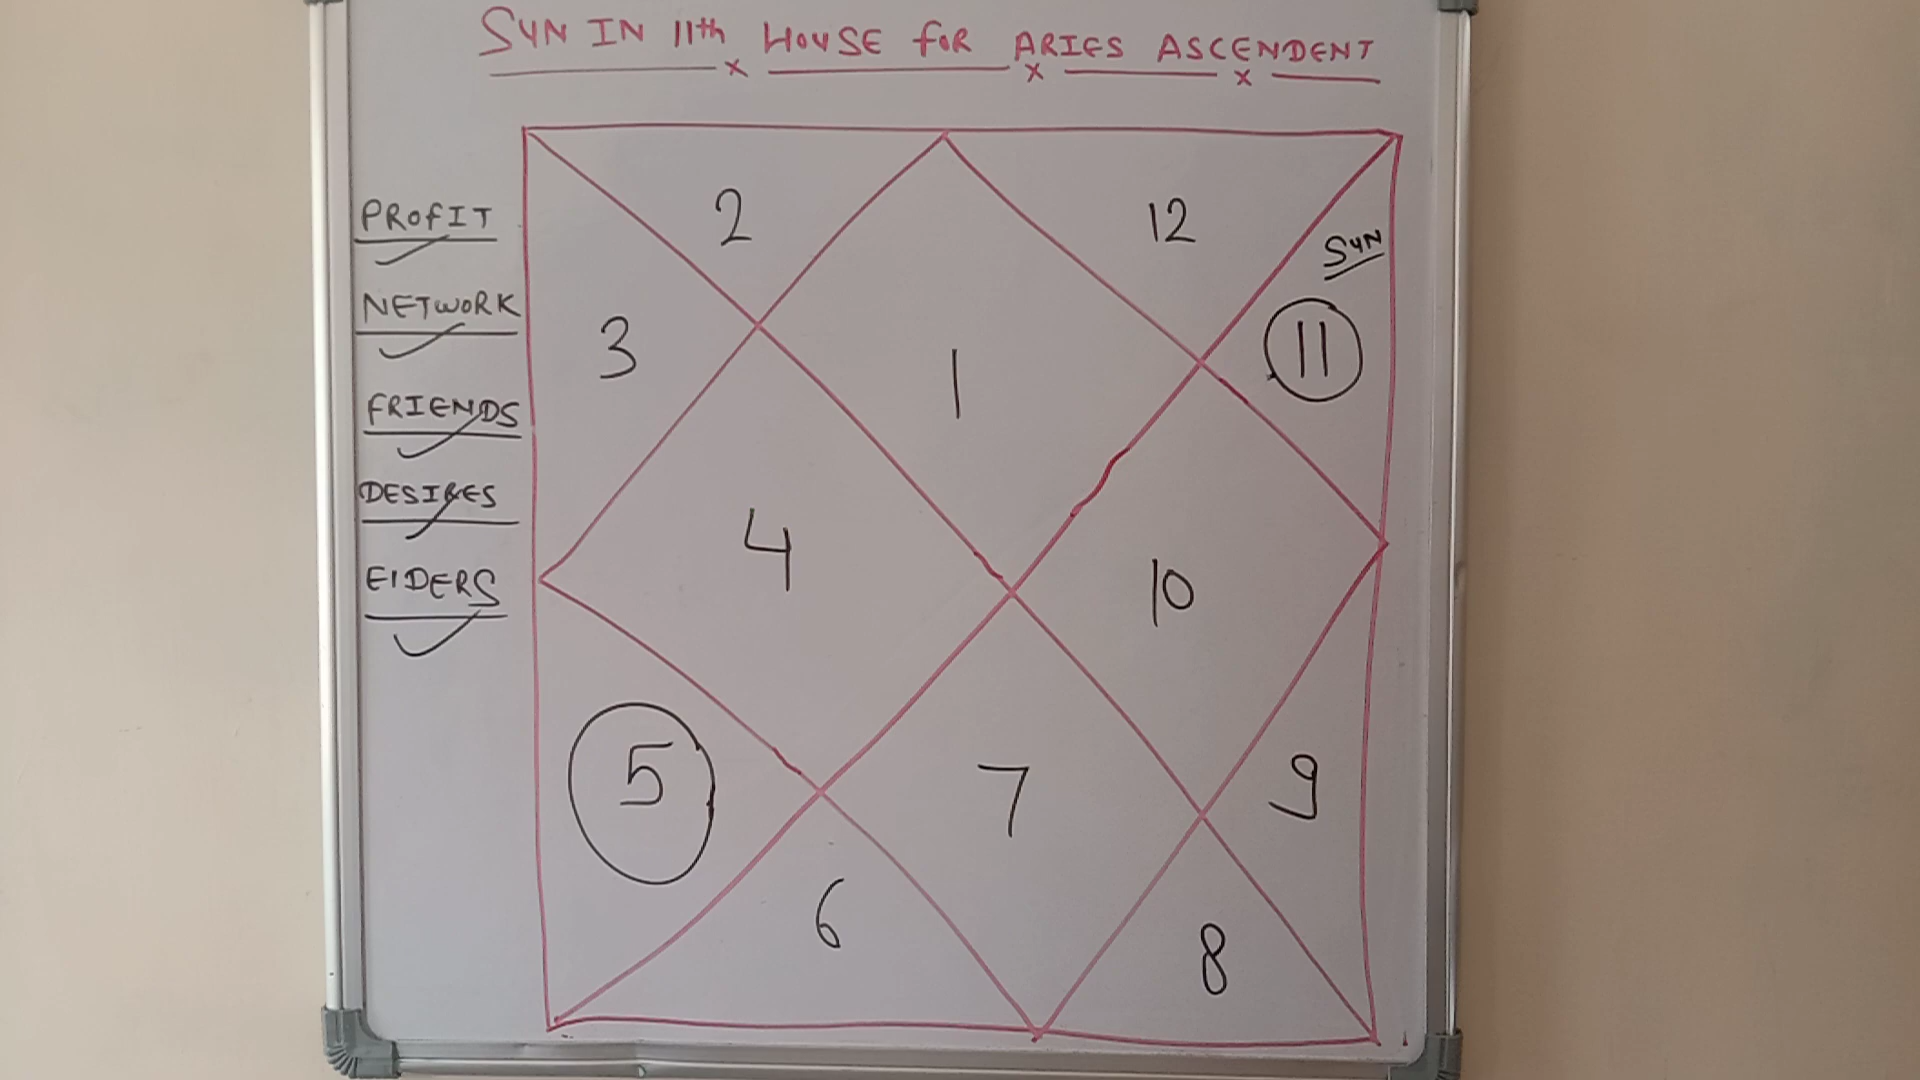 SUN IN 11th HOUSE FOR ARIES ASCENDENT
PROFIT
NETWORK
FRIENDS
DESIRES
ElDERS
2
12
SUN
3
1
11
4
10
5
7
9
6
8